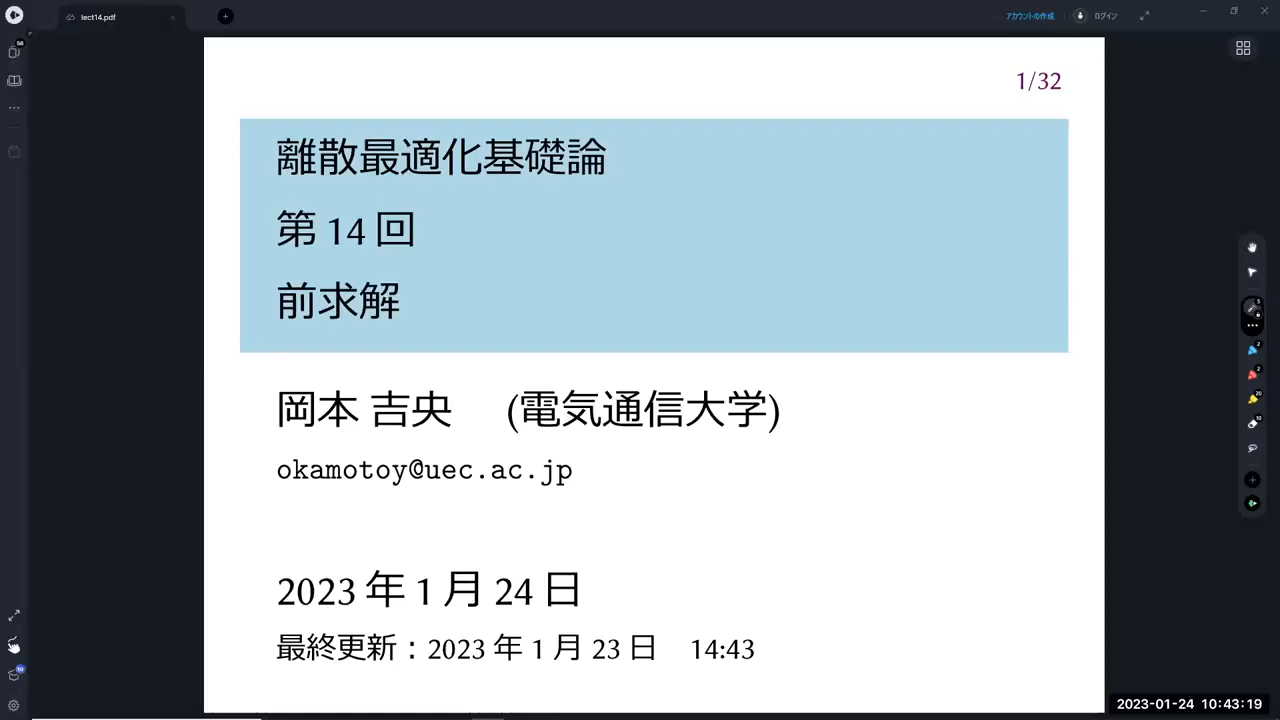 lect14.pdf
アカウントの作成
ログイン
1/32
離散最適化基礎論
第 14 回
前求解
岡本 吉央 (電気通信大学)
okamotoy@uec.ac.jp
2023 年 1 月 24 日
最終更新：2023 年 1 月 23 日 14:43
2023-01-24 10:43:19